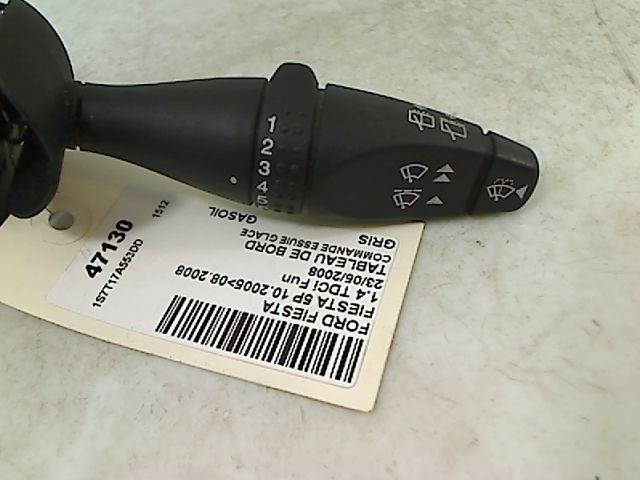 1
2
3
4
5
FORD FIESTA
FIESTA 5P 10.2005>08.2008
1.4 TDCi Fun
23/05/2008
TABLEAU DE BORD
COMMANDE ESSUIE GLACE
GRIS
GASOIL
47130
1S7T17A553DD
1512